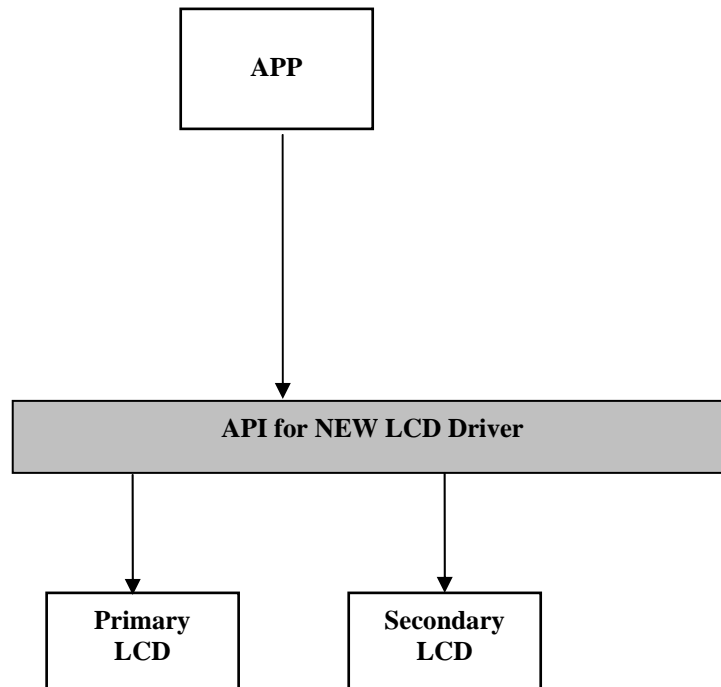 APP
API for NEW LCD Driver
Primary
LCD
Secondary
LCD